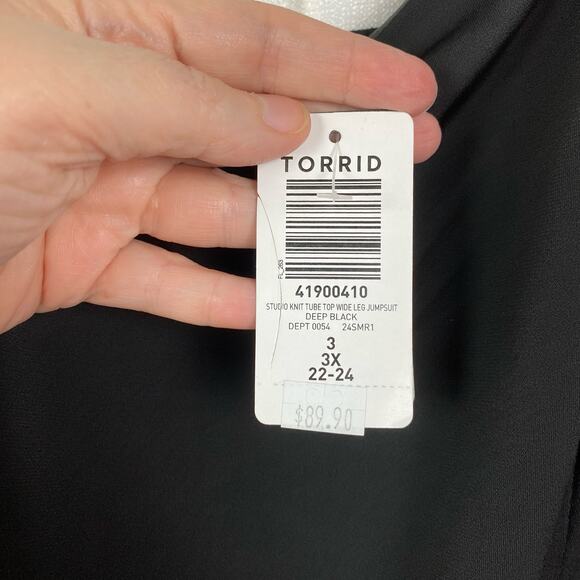 TORRID
FL_263
41900410
STUDIO KNIT TUBE TOP WIDE LEG JUMPSUIT
DEEP BLACK
DEPT 0054 24SMR1
3
3X
22-24
$89.90